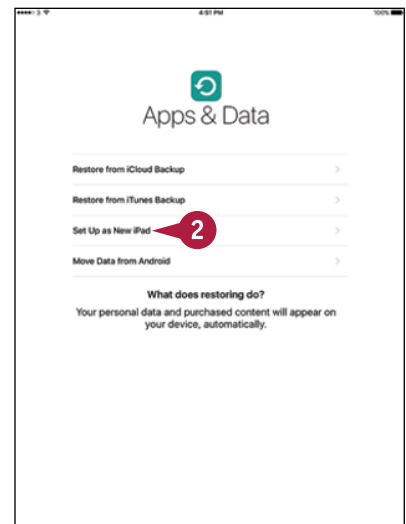 3 4:51 PM 100%
Apps & Data
Restore from iCloud Backup
Restore from iTunes Backup
Set Up as New iPad
2
Move Data from Android
What does restoring do?
Your personal data and purchased content will appear on
your device, automatically.